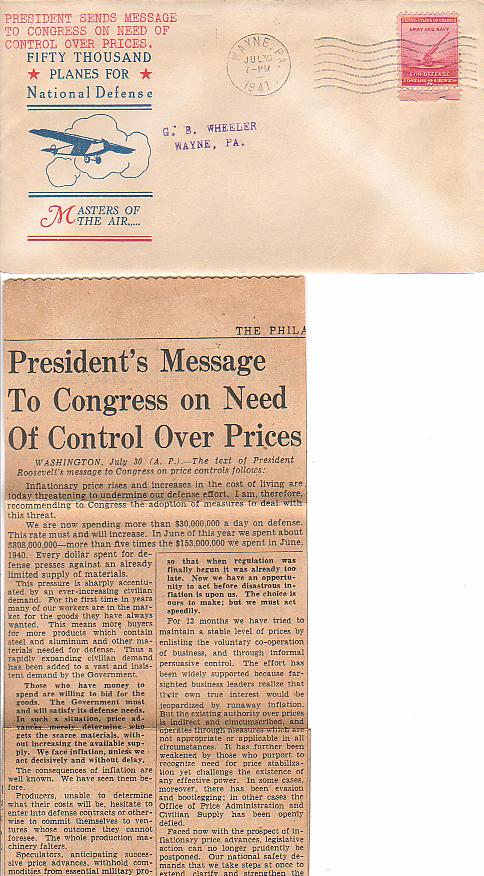 PRESIDENT SENDS MESSAGE
TO CONGRESS ON NEED OF
CONTROL OVER PRICES.
FIFTY THOUSAND
PLANES FOR
National Defense
MASTERS OF
THE AIR.....
G. B. WHEELER
WAYNE, PA.
WAYNE, PA.
JUL 30
7-PM
1941
UNITED STATES OF AMERICA
ARMY AND NAVY
FOR DEFENSE
THE PHILA
President's Message
To Congress on Need
Of Control Over Prices
WASHINGTON, July 30 (A. P.).—The text of President
Roosevelt's message to Congress on price controls follows:
Inflationary price rises and increases in the cost of living are
today threatening to undermine our defense effort. I am, therefore,
recommending to Congress the adoption of measures to deal with
this threat.
We are now spending more than $30,000,000 a day on defense.
This rate must and will increase. In June of this year we spent about
$808,000,000—more than five times the $153,000,000 we spent in June,
1940. Every dollar spent for de-
fense presses against an already
limited supply of materials.
This pressure is sharply accentu-
ated by an ever-increasing civilian
demand. For the first time in years
many of our workers are in the mar-
ket for the goods they have always
wanted. This means more buyers
for more products which contain
steel and aluminum and other ma-
terials needed for defense. Thus a
rapidly expanding civilian demand
has been added to a vast and insis-
tent demand by the Government.
Those who have money to
spend are willing to bid for the
goods. The Government must
and will satisfy its defense needs.
In such a situation, price ad-
vances merely determine who
gets the scarce materials, with-
out increasing the available sup-
ply. We face inflation, unless we
act decisively and without delay.
The consequences of inflation are
well known. We have seen them be-
fore.
Producers, unable to determine
what their costs will be, hesitate to
enter into defense contracts or other-
wise to commit themselves to ven-
tures whose outcome they cannot
foresee. The whole production ma-
chinery falters.
Speculators, anticipating succes-
sive price advances, withhold com-
modities from essential military pro-
so that when regulation was
finally begun it was already too
late. Now we have an opportu-
nity to act before disastrous in-
flation is upon us. The choice is
ours to make; but we must act
speedily.
For 12 months we have tried to
maintain a stable level of prices by
enlisting the voluntary co-operation
of business, and through informal
persuasive control. The effort has
been widely supported because far-
sighted business leaders realize that
their own true interest would be
jeopardized by runaway inflation.
But the existing authority over prices
is indirect and circumscribed, and
operates through measures which are
not appropriate or applicable in all
circumstances. It has further been
weakened by those who purport to
recognize need for price stabiliza-
tion yet challenge the existence of
any effective power. In some cases,
moreover, there has been evasion
and bootlegging; in other cases the
Office of Price Administration and
Civilian Supply has been openly
defied.
Faced now with the prospect of in-
flationary price advances, legislative
action can no longer prudently be
postponed. Our national safety de-
mands that we take steps at once to
extend, clarify and strengthen the